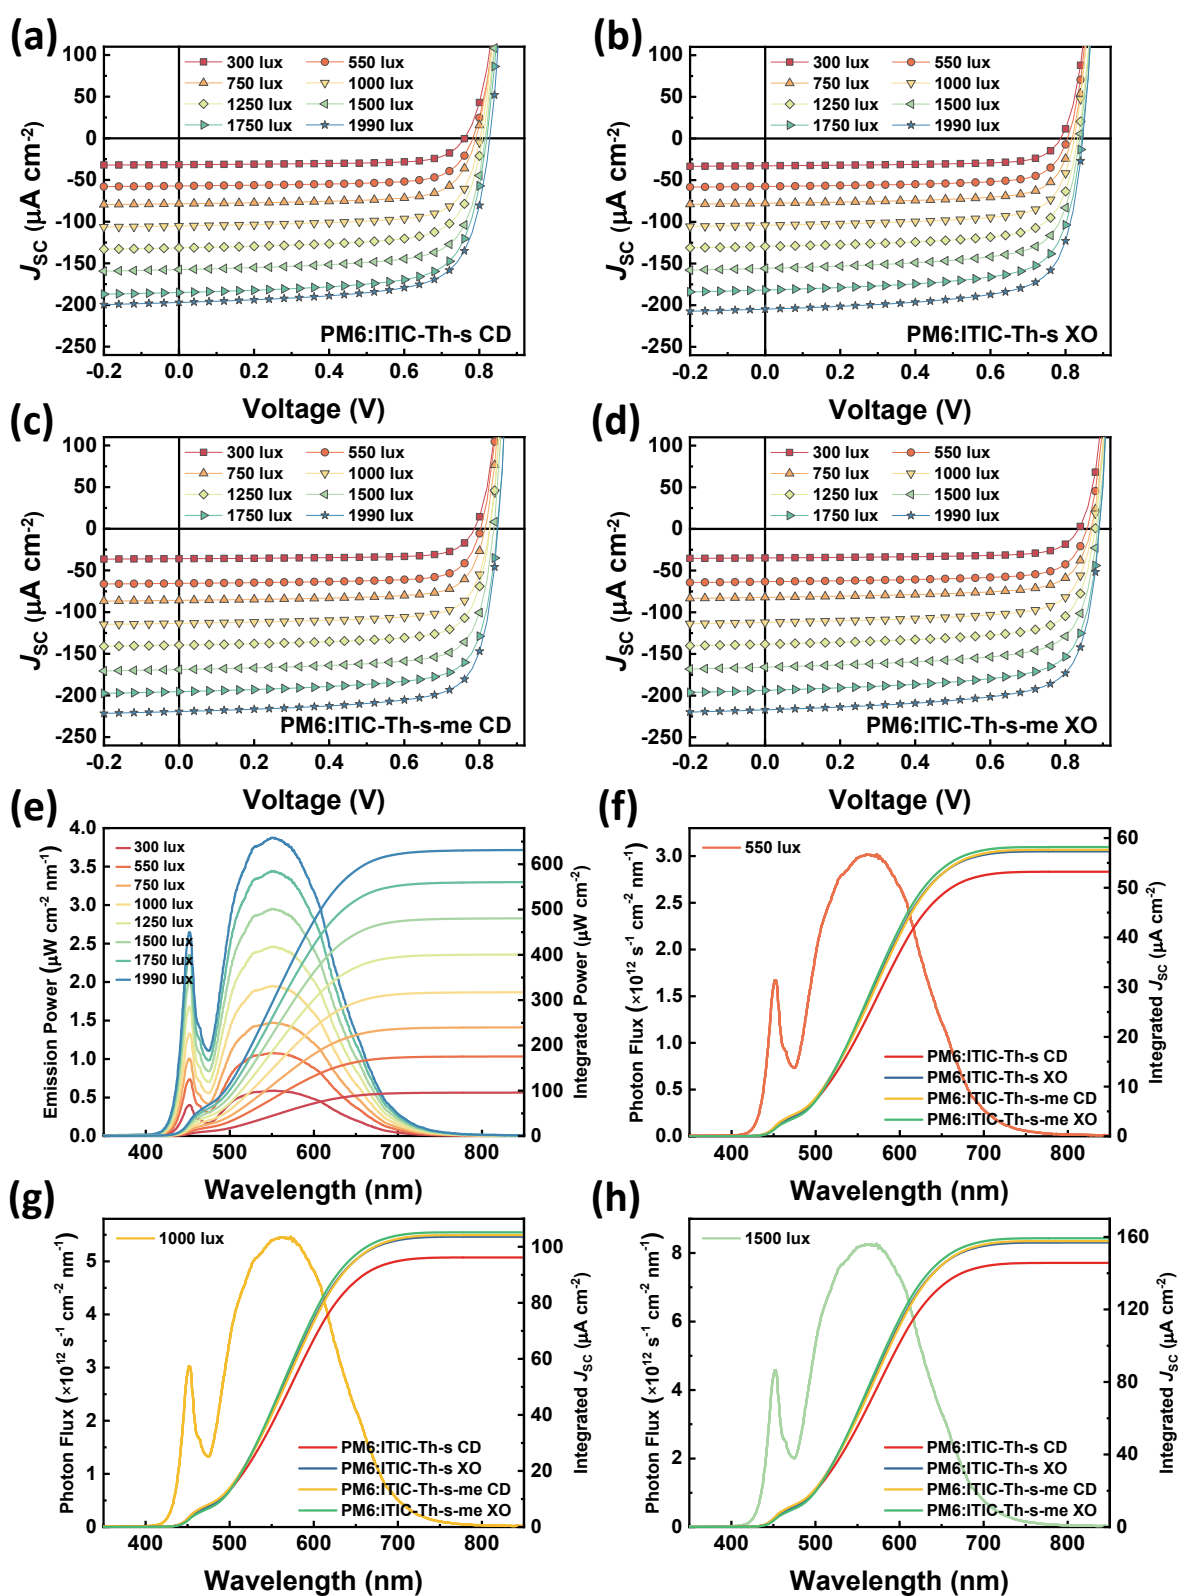 (a)
100
50
0
-50
-100
-150
-200
-250
J_SC (μA cm⁻²)
300 lux 550 lux
750 lux 1000 lux
1250 lux 1500 lux
1750 lux 1990 lux
PM6:ITIC-Th-s CD
-0.2 0.0 0.2 0.4 0.6 0.8
Voltage (V)
(b)
100
50
0
-50
-100
-150
-200
-250
J_SC (μA cm⁻²)
300 lux 550 lux
750 lux 1000 lux
1250 lux 1500 lux
1750 lux 1990 lux
PM6:ITIC-Th-s XO
-0.2 0.0 0.2 0.4 0.6 0.8
Voltage (V)
(c)
100
50
0
-50
-100
-150
-200
-250
J_SC (μA cm⁻²)
300 lux 550 lux
750 lux 1000 lux
1250 lux 1500 lux
1750 lux 1990 lux
PM6:ITIC-Th-s-me CD
-0.2 0.0 0.2 0.4 0.6 0.8
Voltage (V)
(d)
100
50
0
-50
-100
-150
-200
-250
J_SC (μA cm⁻²)
300 lux 550 lux
750 lux 1000 lux
1250 lux 1500 lux
1750 lux 1990 lux
PM6:ITIC-Th-s-me XO
-0.2 0.0 0.2 0.4 0.6 0.8
Voltage (V)
(e)
4.0
3.5
3.0
2.5
2.0
1.5
1.0
0.5
0.0
Emission Power (μW cm⁻² nm⁻¹)
300 lux
550 lux
750 lux
1000 lux
1250 lux
1500 lux
1750 lux
1990 lux
600
500
400
300
200
100
0
Integrated Power (μW cm⁻²)
400 500 600 700 800
Wavelength (nm)
(f)
3.0
2.5
2.0
1.5
1.0
0.5
0.0
Photon Flux (×10¹² s⁻¹ cm⁻² nm⁻¹)
550 lux
PM6:ITIC-Th-s CD
PM6:ITIC-Th-s XO
PM6:ITIC-Th-s-me CD
PM6:ITIC-Th-s-me XO
60
50
40
30
20
10
0
Integrated J_SC (μA cm⁻²)
400 500 600 700 800
Wavelength (nm)
(g)
5
4
3
2
1
0
Photon Flux (×10¹² s⁻¹ cm⁻² nm⁻¹)
1000 lux
PM6:ITIC-Th-s CD
PM6:ITIC-Th-s XO
PM6:ITIC-Th-s-me CD
PM6:ITIC-Th-s-me XO
100
80
60
40
20
0
Integrated J_SC (μA cm⁻²)
400 500 600 700 800
Wavelength (nm)
(h)
8
6
4
2
0
Photon Flux (×10¹² s⁻¹ cm⁻² nm⁻¹)
1500 lux
PM6:ITIC-Th-s CD
PM6:ITIC-Th-s XO
PM6:ITIC-Th-s-me CD
PM6:ITIC-Th-s-me XO
160
120
80
40
0
Integrated J_SC (μA cm⁻²)
400 500 600 700 800
Wavelength (nm)